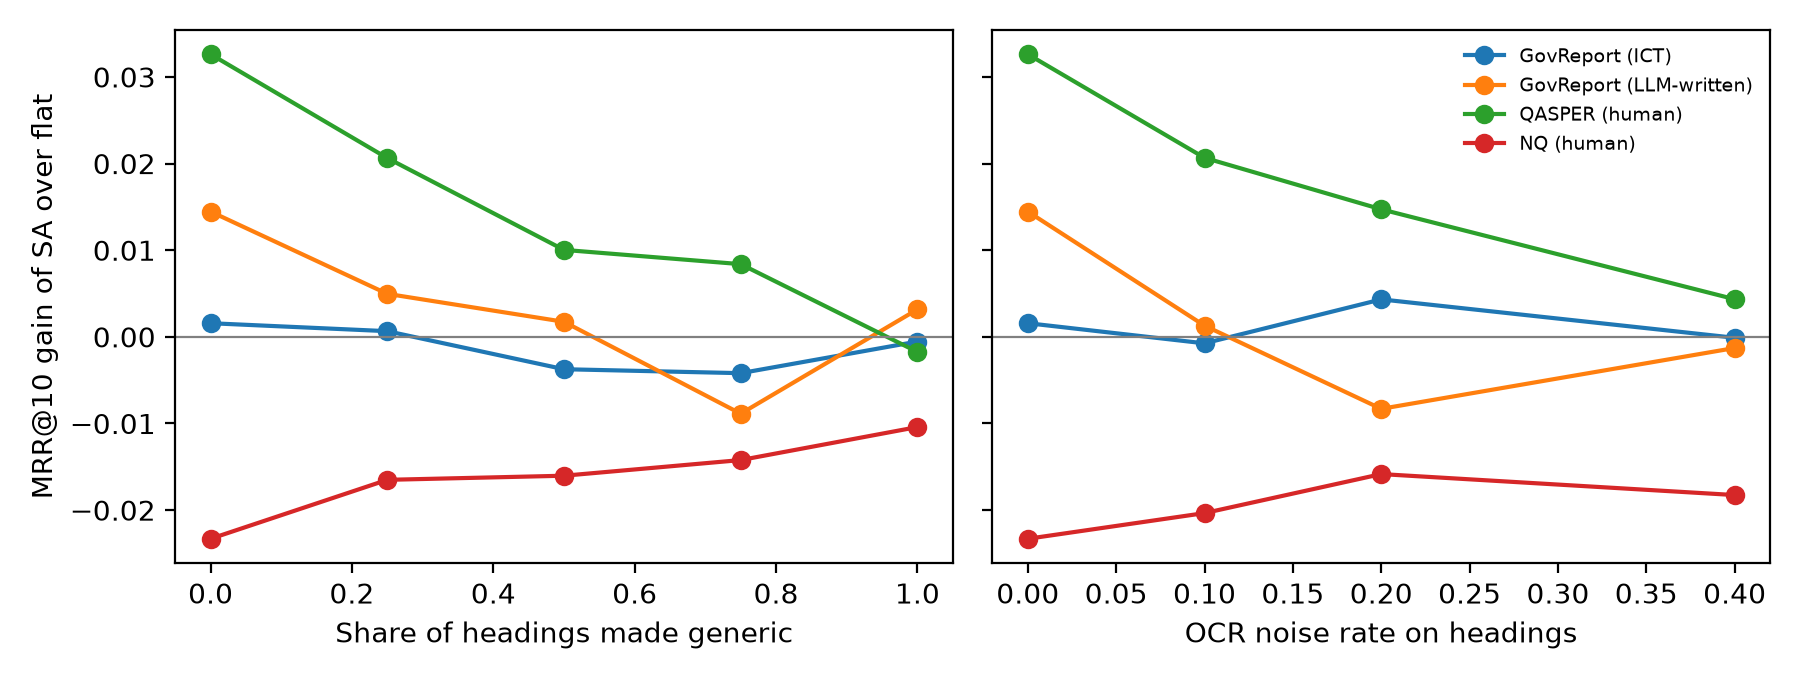 MRR@10 gain of SA over flat
0.03
0.02
0.01
0.00
−0.01
−0.02
0.0 0.2 0.4 0.6 0.8 1.0
Share of headings made generic
GovReport (ICT)
GovReport (LLM-written)
QASPER (human)
NQ (human)
0.00 0.05 0.10 0.15 0.20 0.25 0.30 0.35 0.40
OCR noise rate on headings